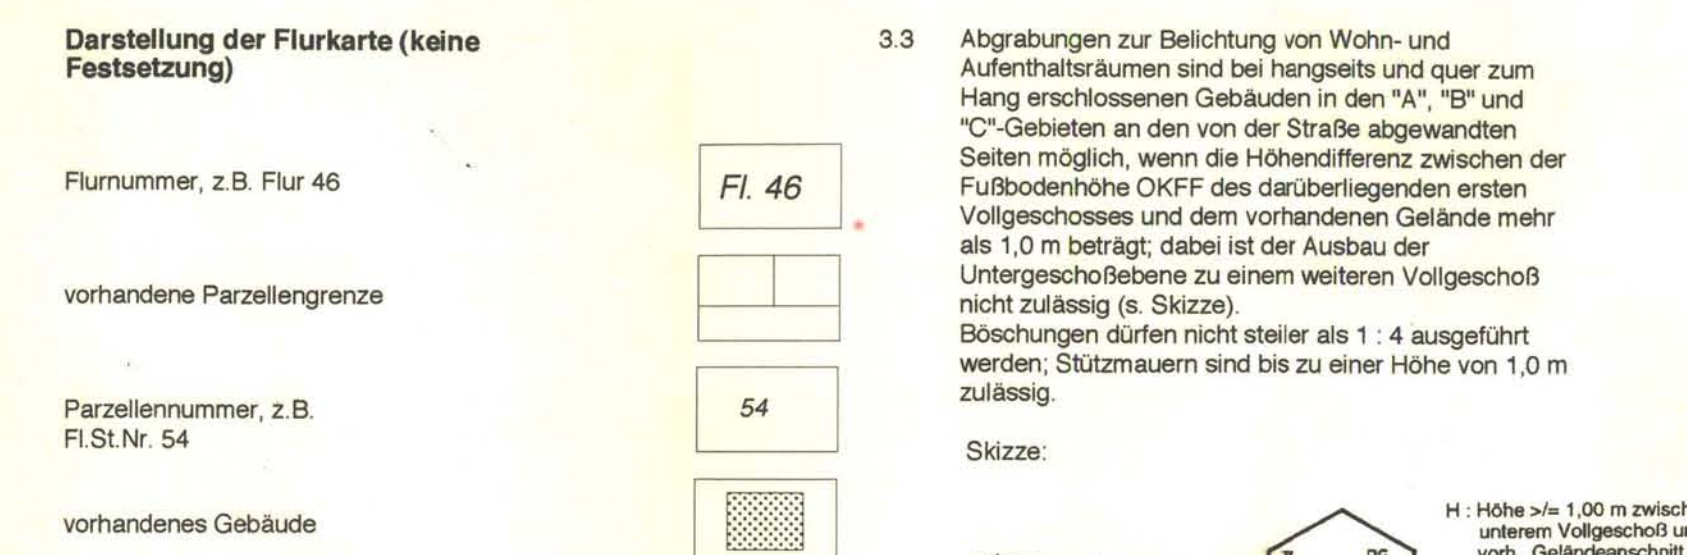 Darstellung der Flurkarte (keine
Festsetzung)
Flurnummer, z.B. Flur 46
Fl. 46
vorhandene Parzellengrenze
Parzellennummer, z.B.
Fl.St.Nr. 54
54
vorhandenes Gebäude
3.3 Abgrabungen zur Belichtung von Wohn- und
Aufenthaltsräumen sind bei hangseits und quer zum
Hang erschlossenen Gebäuden in den "A", "B" und
"C"-Gebieten an den von der Straße abgewandten
Seiten möglich, wenn die Höhendifferenz zwischen der
Fußbodenhöhe OKFF des darüberliegenden ersten
Vollgeschosses und dem vorhandenen Gelände mehr
als 1,0 m beträgt; dabei ist der Ausbau der
Untergeschoßebene zu einem weiteren Vollgeschoß
nicht zulässig (s. Skizze).
Böschungen dürfen nicht steiler als 1 : 4 ausgeführt
werden; Stützmauern sind bis zu einer Höhe von 1,0 m
zulässig.
Skizze:
H : Höhe >/= 1,00 m zwisch
unterem Vollgeschoß
vorh. Geländeanschnitt